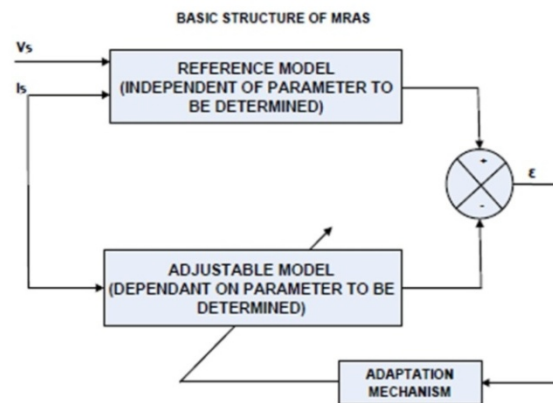 BASIC STRUCTURE OF MRAS
Vs
Is
REFERENCE MODEL
(INDEPENDENT OF PARAMETER TO
BE DETERMINED)
+
ε
-
ADJUSTABLE MODEL
(DEPENDANT ON PARAMETER TO BE
DETERMINED)
ADAPTATION
MECHANISM